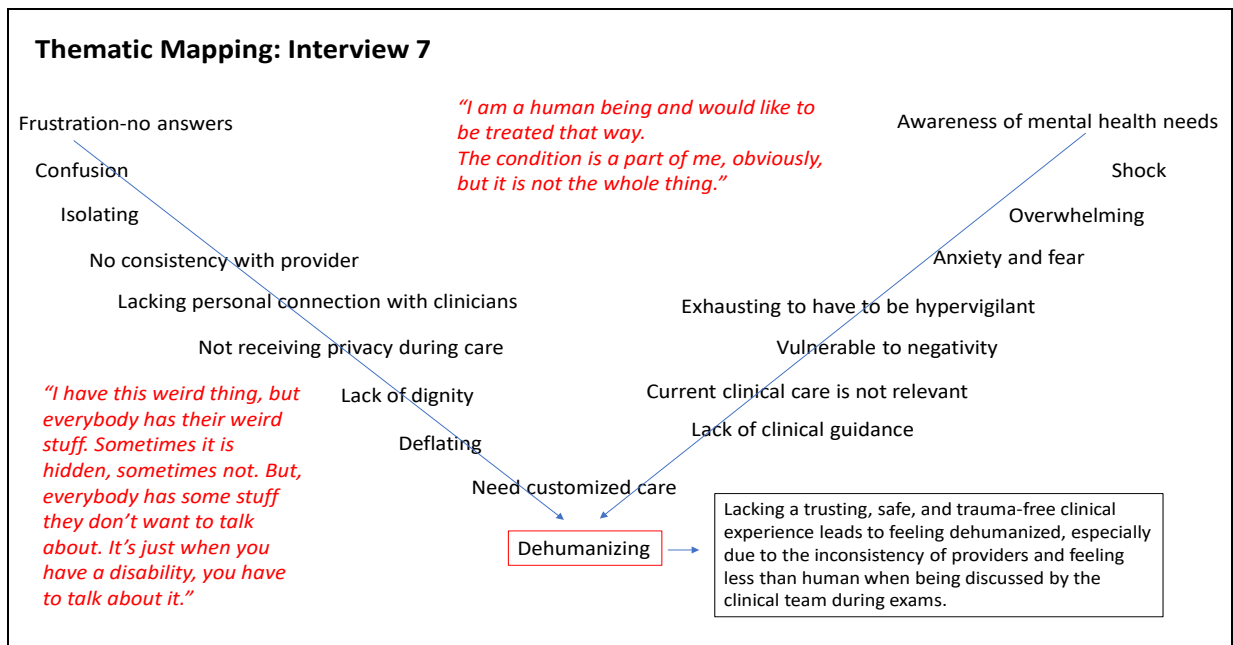 Thematic Mapping: Interview 7
Frustration-no answers
Confusion
Isolating
No consistency with provider
Lacking personal connection with clinicians
Not receiving privacy during care
Lack of dignity
Deflating
Need customized care
“I am a human being and would like to
be treated that way.
The condition is a part of me, obviously,
but it is not the whole thing.”
Awareness of mental health needs
Shock
Overwhelming
Anxiety and fear
Exhausting to have to be hypervigilant
Vulnerable to negativity
Current clinical care is not relevant
Lack of clinical guidance
“I have this weird thing, but
everybody has their weird
stuff. Sometimes it is
hidden, sometimes not. But,
everybody has some stuff
they don’t want to talk
about. It’s just when you
have a disability, you have
to talk about it.”
Dehumanizing
Lacking a trusting, safe, and trauma-free clinical
experience leads to feeling dehumanized, especially
due to the inconsistency of providers and feeling
less than human when being discussed by the
clinical team during exams.